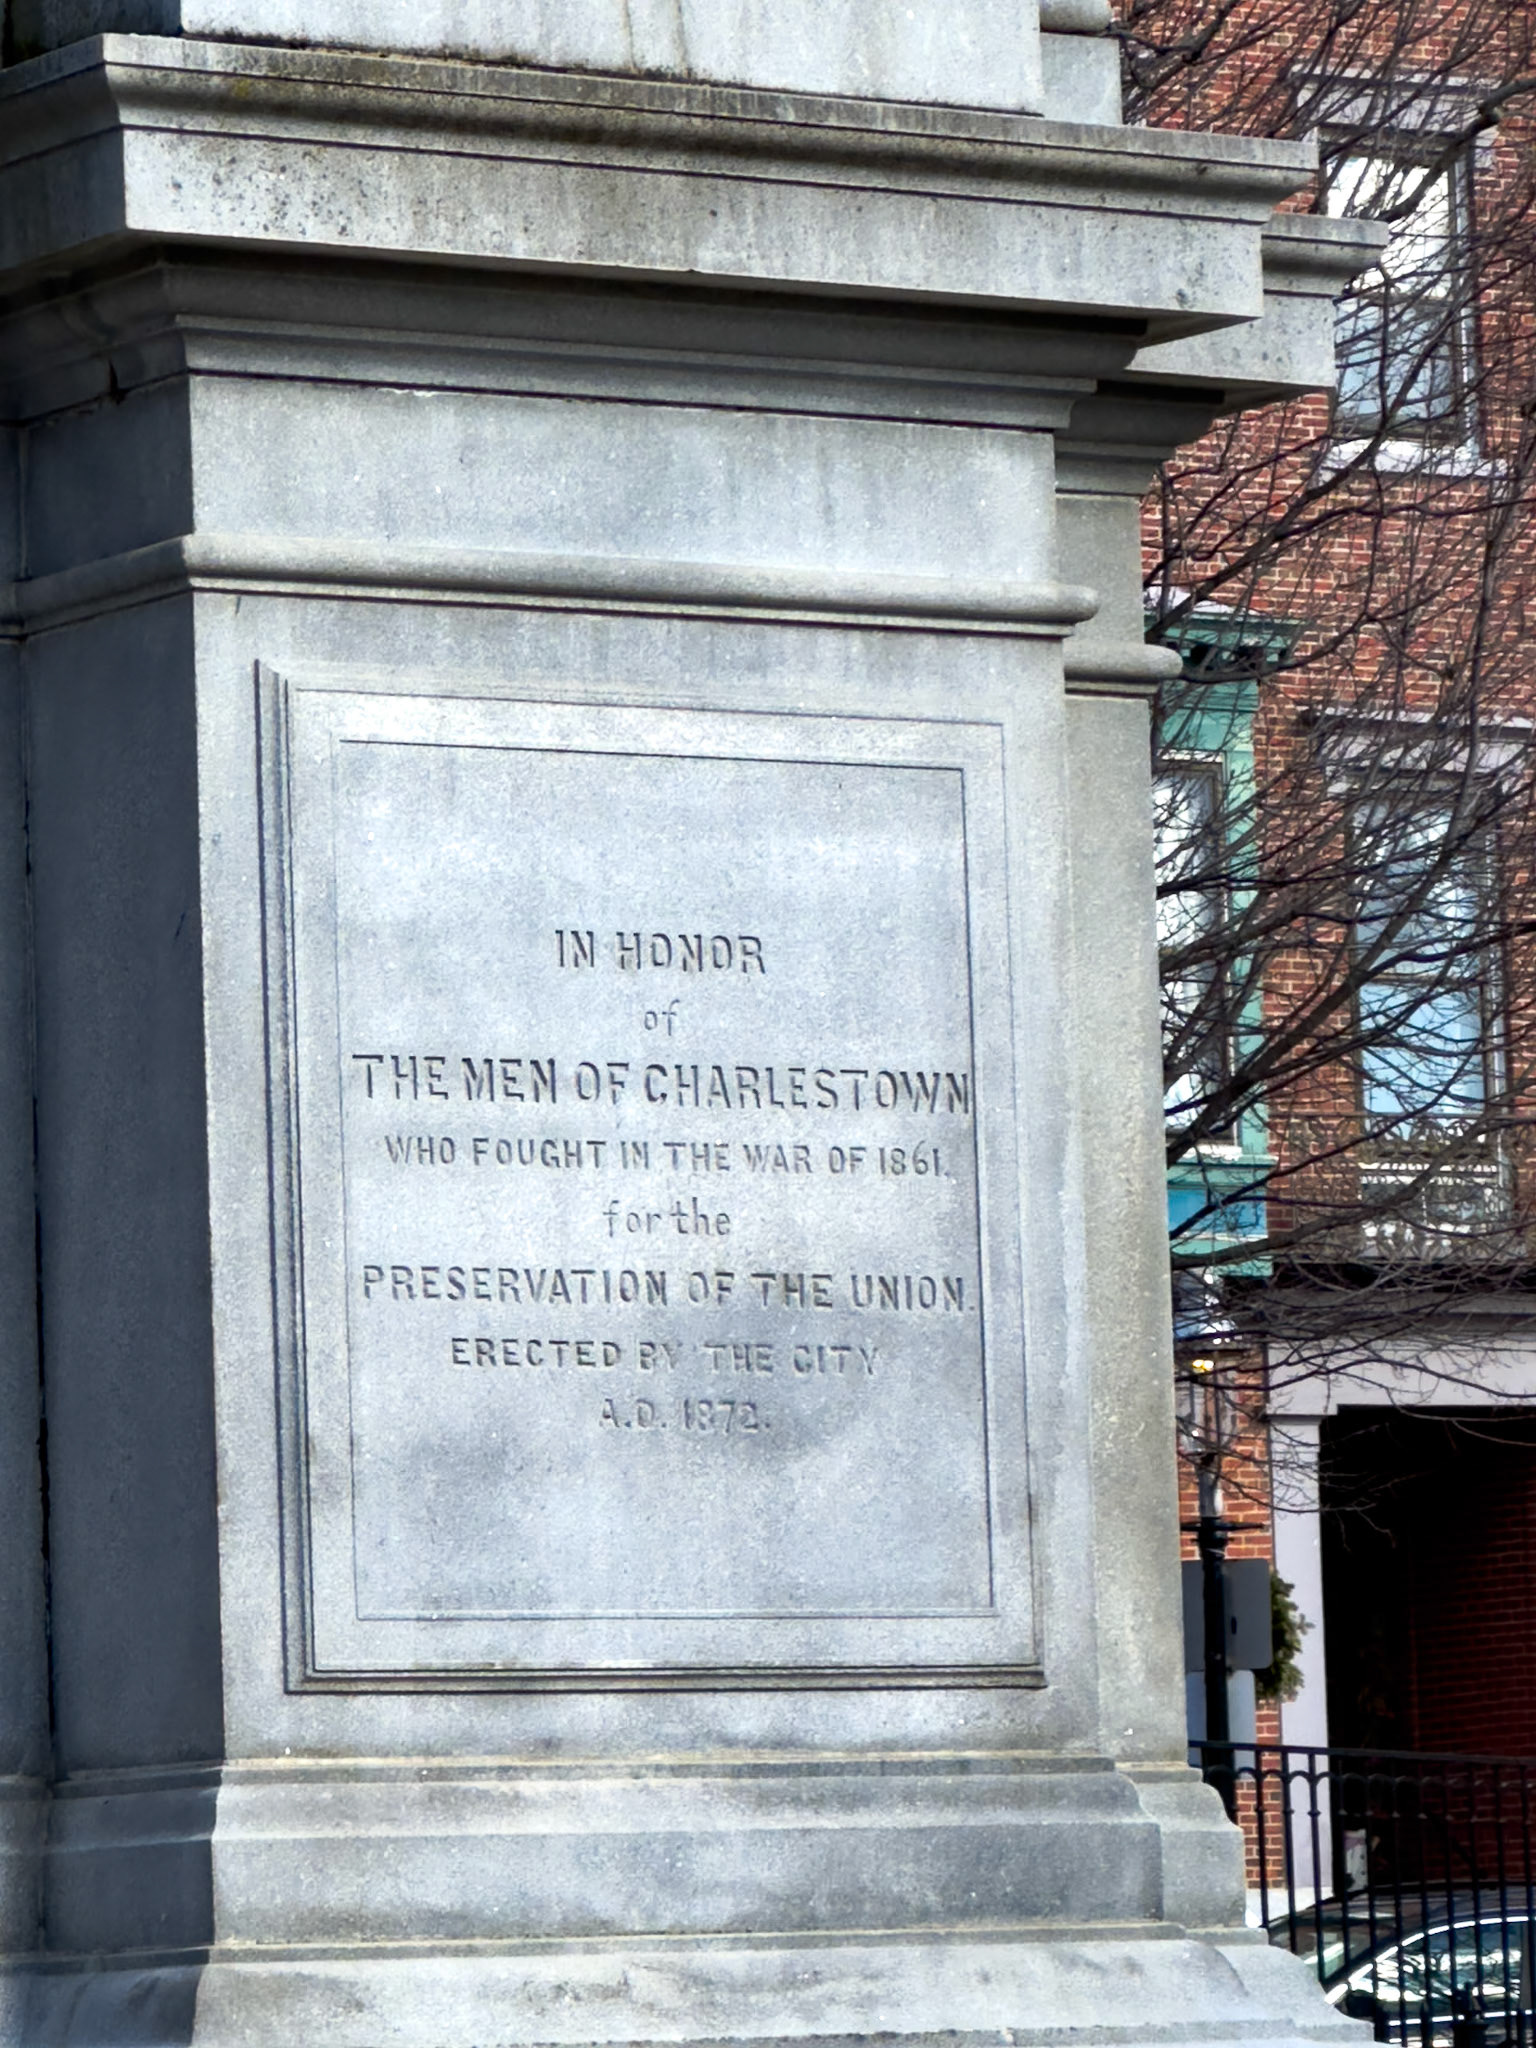 IN HONOR
of
THE MEN OF CHARLESTOWN
WHO FOUGHT IN THE WAR OF 1861.
for the
PRESERVATION OF THE UNION.
ERECTED BY THE CITY
A.D. 1872.